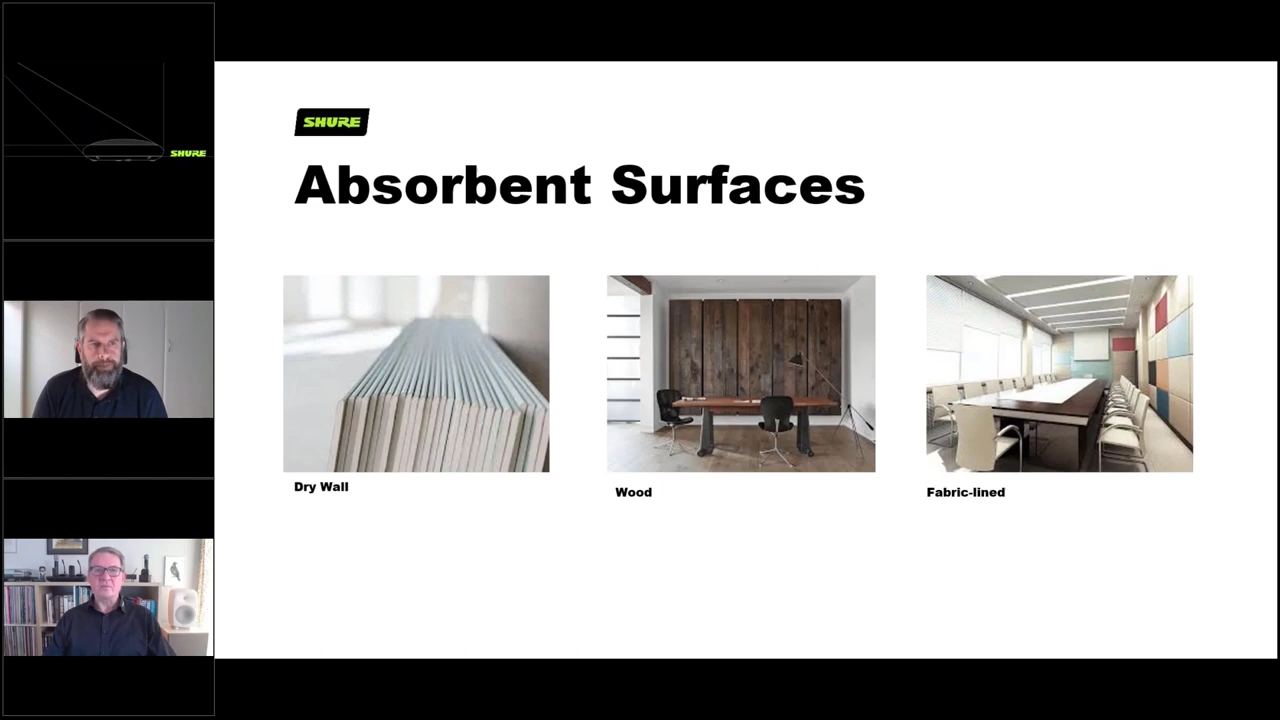 SHURE
SHURE
Absorbent Surfaces
Dry Wall
Wood
Fabric-lined